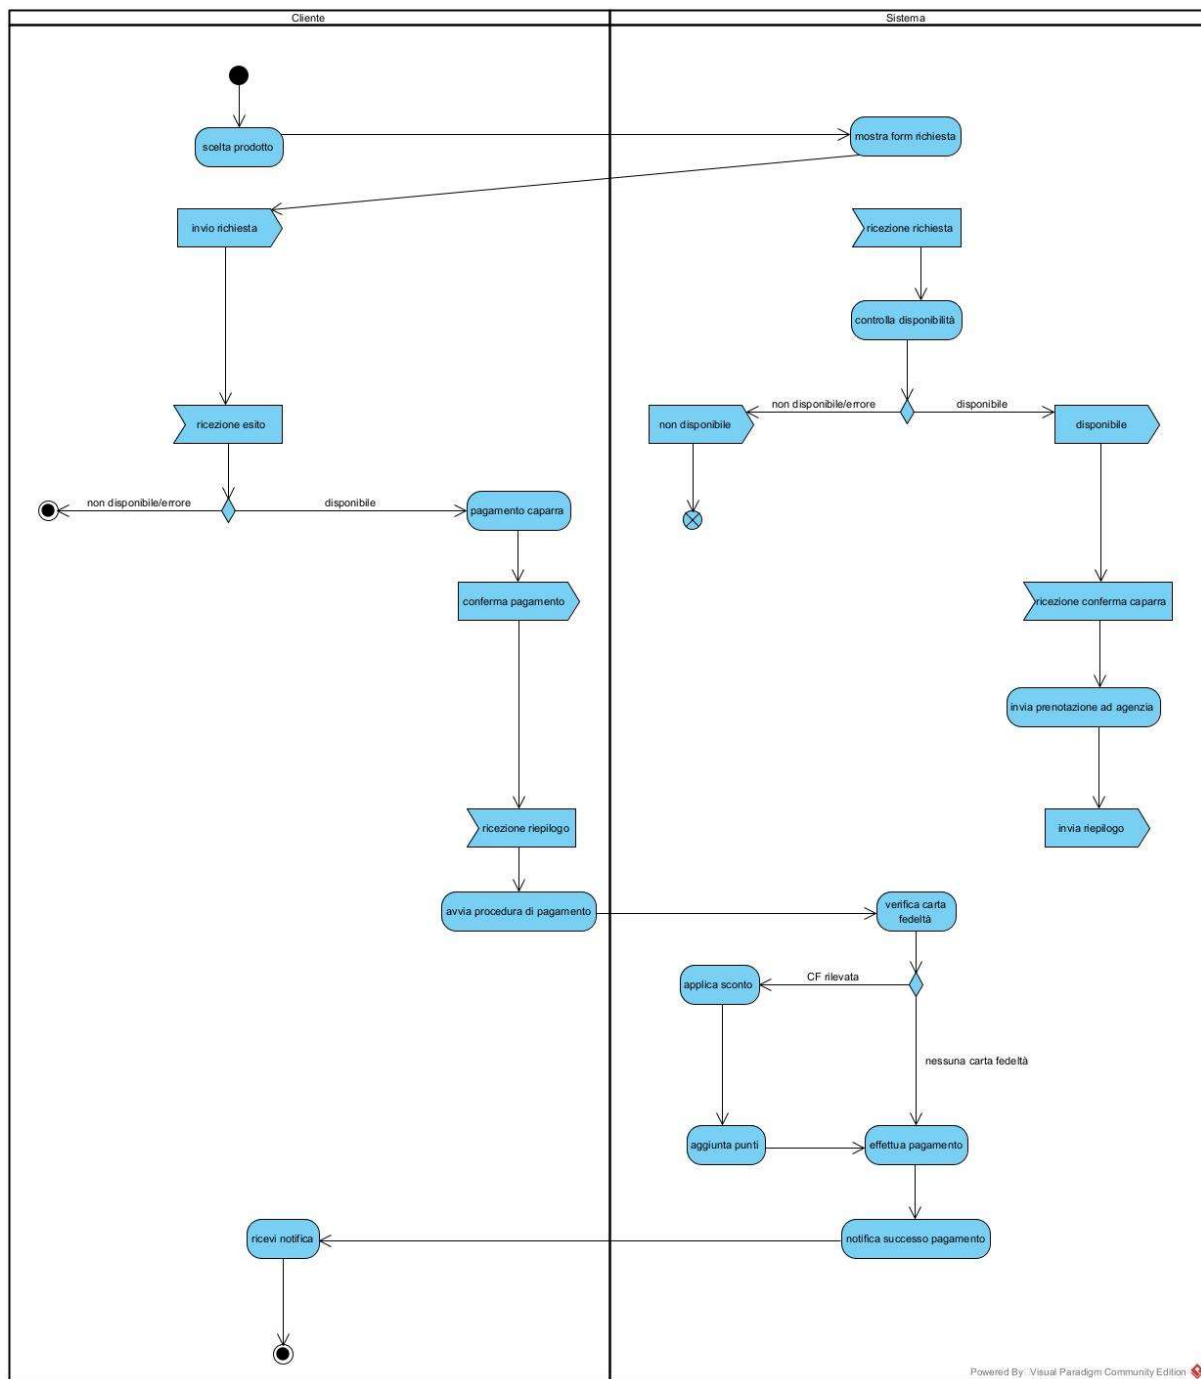 Cliente
Sistema
scelta prodotto
mostra form richiesta
invio richiesta
ricezione richiesta
controlla disponibilità
non disponibile/errore
disponibile
ricezione esito
non disponibile
disponibile
non disponibile/errore
disponibile
pagamento caparra
conferma pagamento
ricezione conferma caparra
invia prenotazione ad agenzia
ricezione riepilogo
invia riepilogo
avvia procedura di pagamento
verifica carta
fedeltà
CF rilevata
applica sconto
nessuna carta fedeltà
aggiunta punti
effettua pagamento
ricevi notifica
notifica successo pagamento
Powered By Visual Paradigm Community Edition